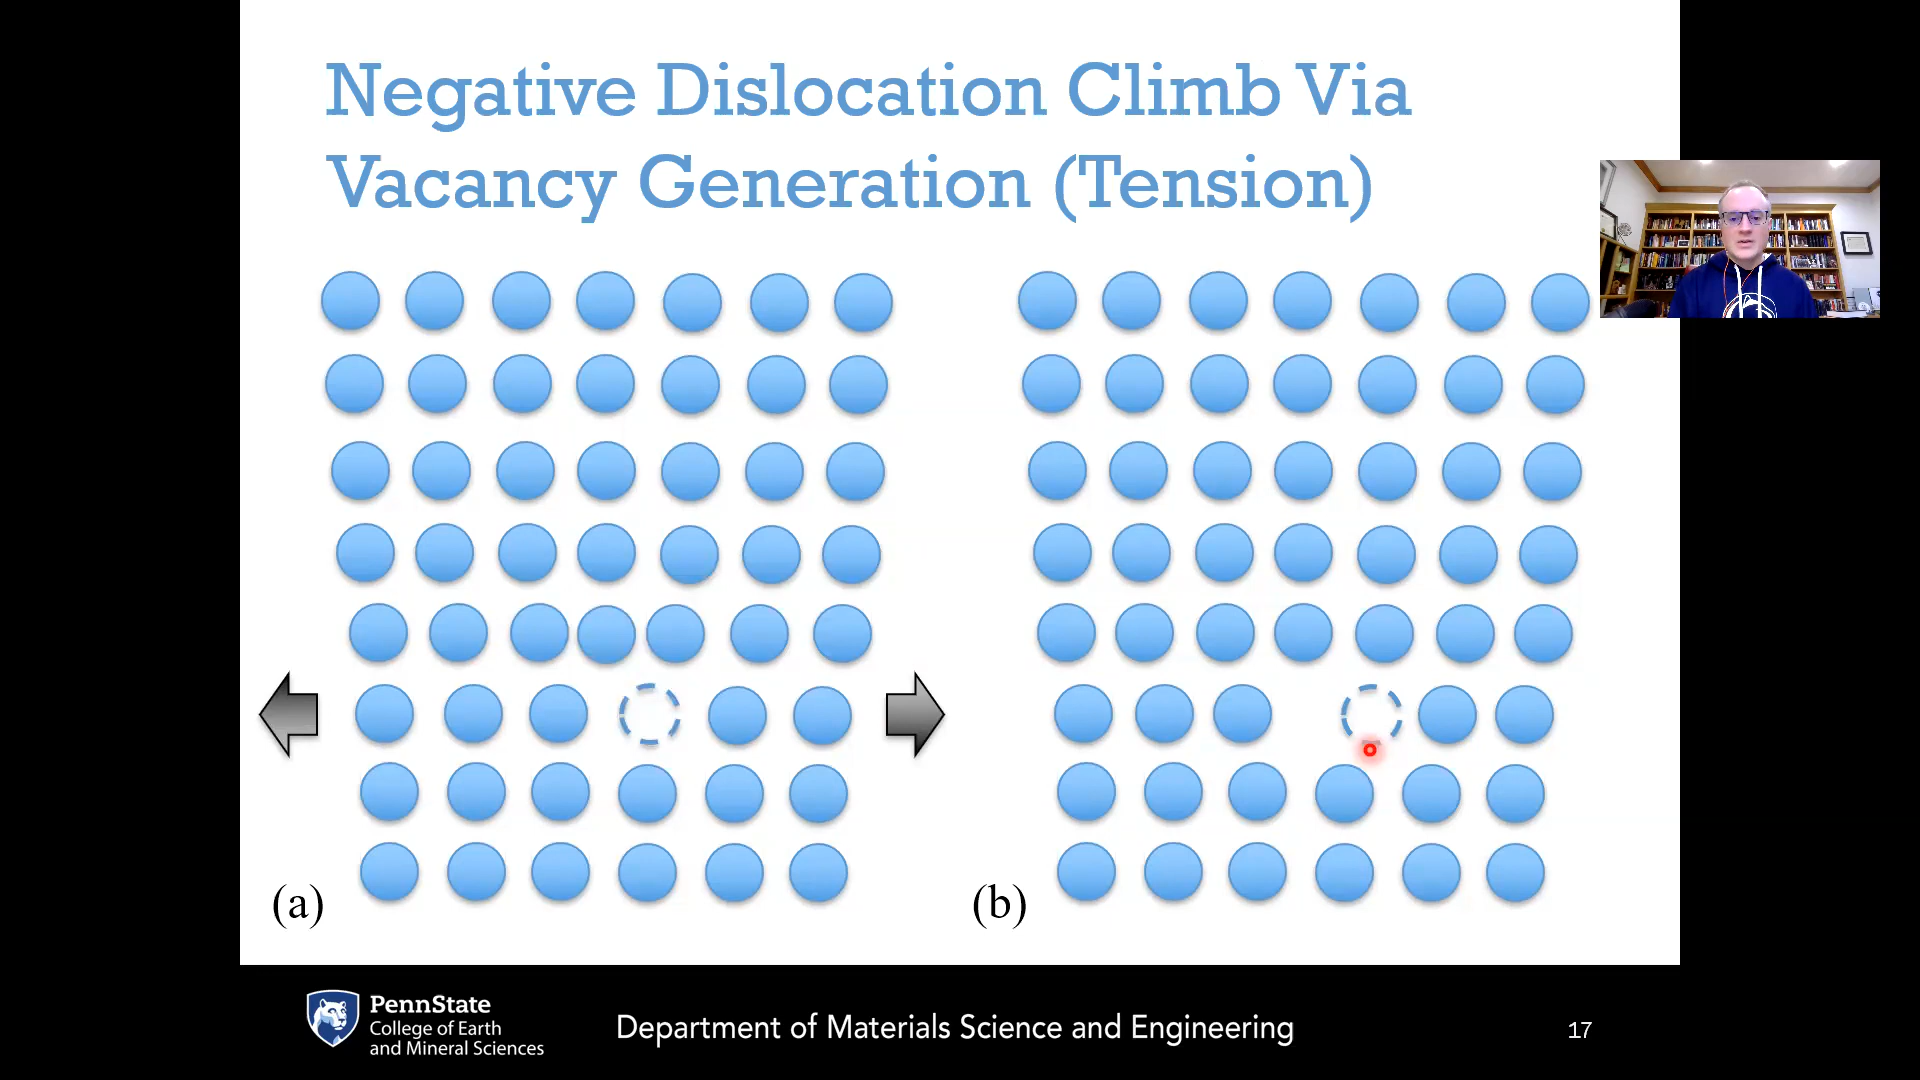 Negative Dislocation Climb Via
Vacancy Generation (Tension)
(a)
(b)
PennState
College of Earth
and Mineral Sciences
Department of Materials Science and Engineering
17